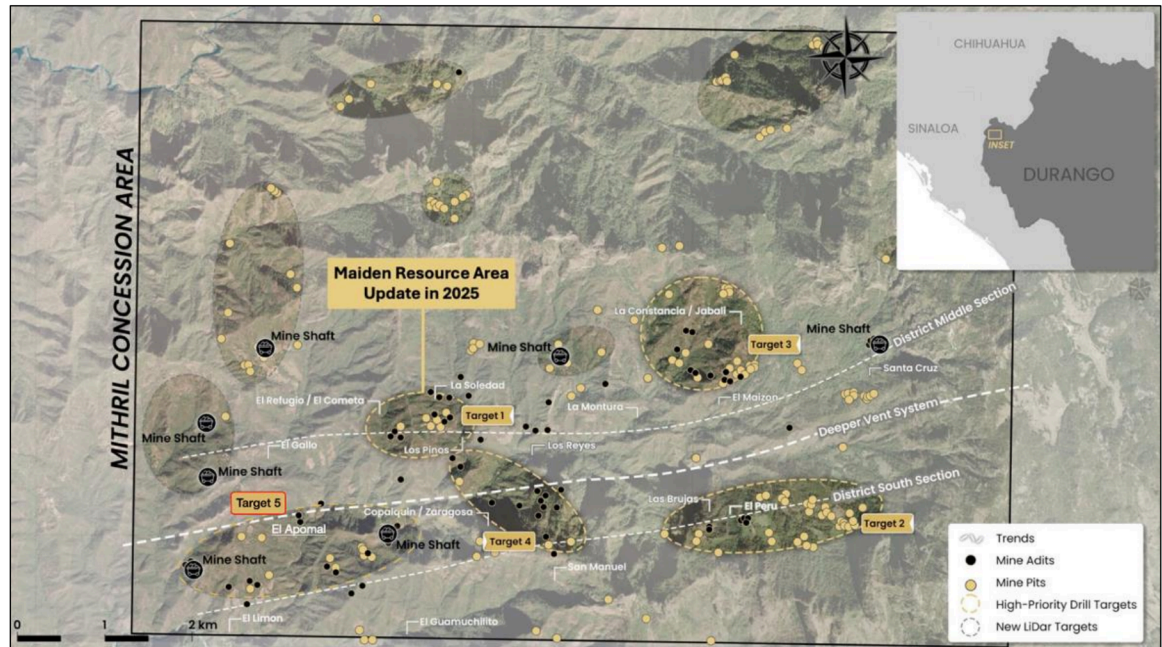 CHIHUAHUA
SINALOA
INSET
DURANGO
MITHRIL CONCESSION AREA
Maiden Resource Area
Update in 2025
La Constancia / Jabali
Target 3
Mine Shaft
District Middle Section
Mine Shaft
Mine Shaft
Santa Cruz
La Soledad
El Refugio / El Cometa
Target 1
La Montura
El Maizon
Deeper Vent System
Mine Shaft
El Gallo
Los Pinos
Los Reyes
Mine Shaft
Target 5
El Apomal
Copalquin / Zaragosa
Las Brujas
El Peru
District South Section
Target 2
Target 4
Mine Shaft
Mine Shaft
San Manuel
El Limon
El Guamuchilito
0 1 2 km
Trends
Mine Adits
Mine Pits
High-Priority Drill Targets
New LiDar Targets